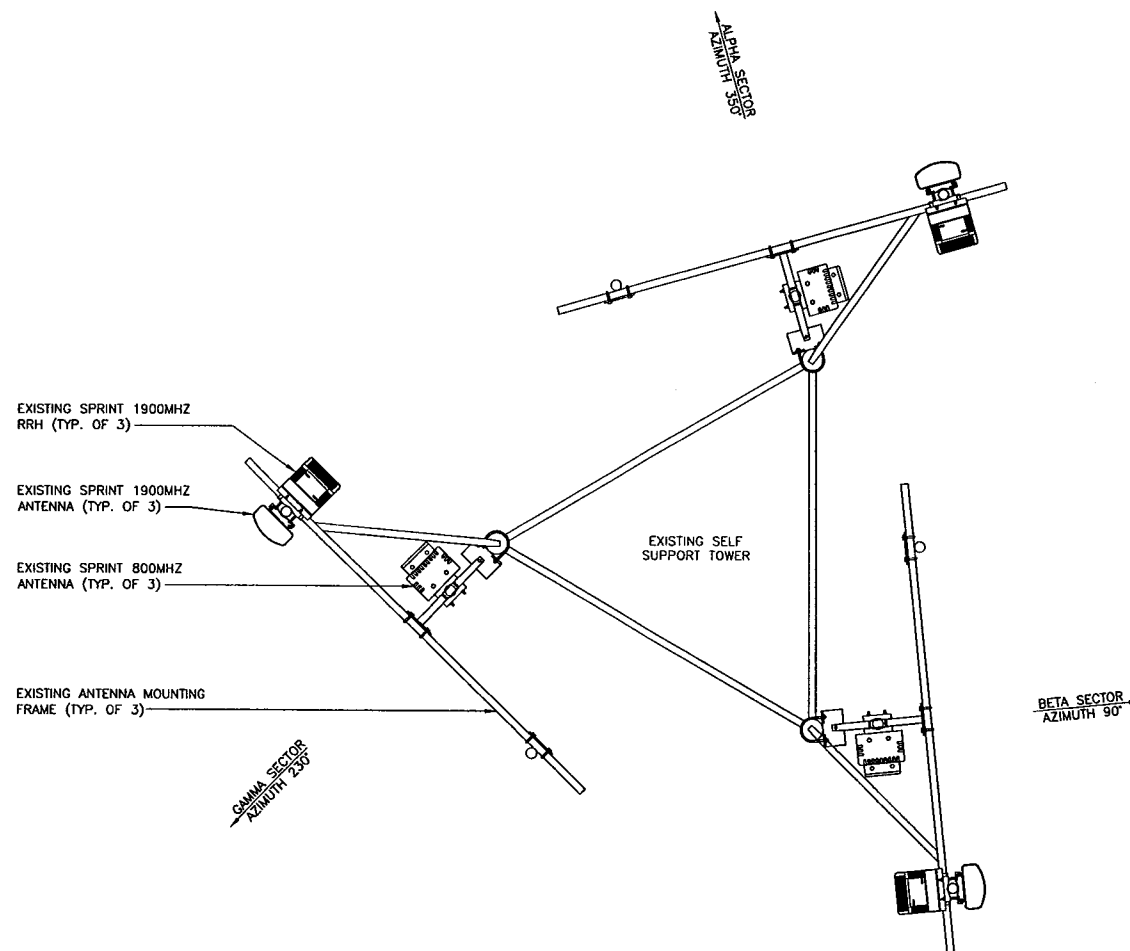 ALPHA SECTOR
AZIMUTH 350°
EXISTING SPRINT 1900MHZ
RRH (TYP. OF 3)
EXISTING SPRINT 1900MHZ
ANTENNA (TYP. OF 3)
EXISTING SELF
SUPPORT TOWER
EXISTING SPRINT 800MHZ
ANTENNA (TYP. OF 3)
EXISTING ANTENNA MOUNTING
FRAME (TYP. OF 3)
BETA SECTOR
AZIMUTH 90°
GAMMA SECTOR
AZIMUTH 230°